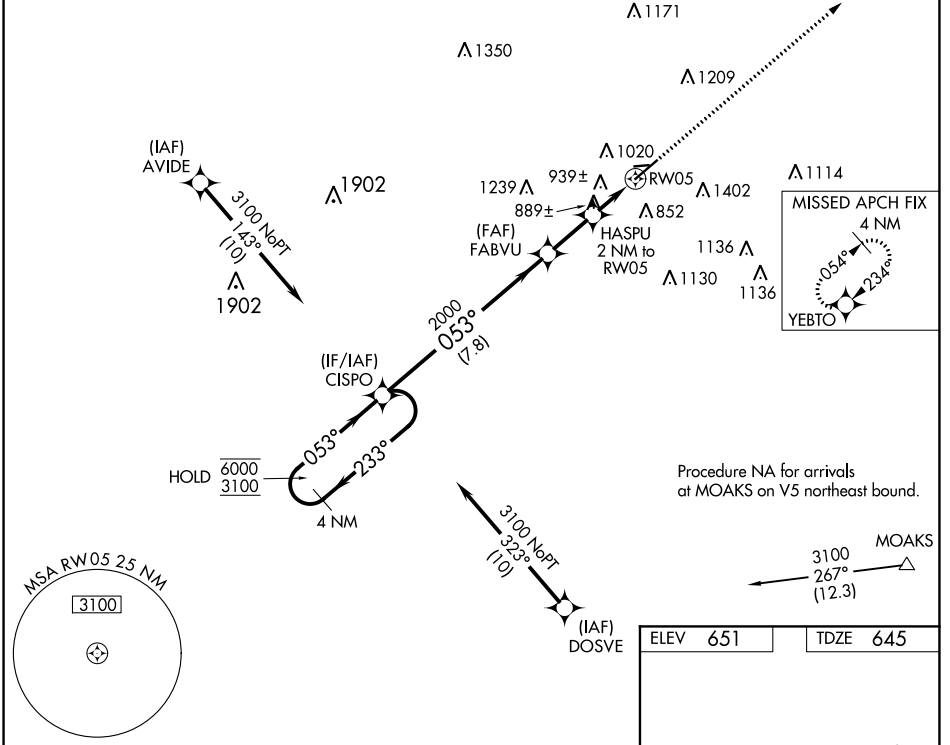 1171
1350
1209
(IAF)
AVIDE
3100 NoPT
143°
(10)
1902
1902
1239
939±
889±
1020
RW05
1402
852
1114
HASPU
2 NM to
RW05
(FAF)
FABVU
1136
1136
1130
MISSED APCH FIX
4 NM
054°
234°
YEBTO
2000
053°
(7.8)
(IF/IAF)
CISPO
053°
233°
HOLD
6000
3100
4 NM
Procedure NA for arrivals
at MOAKS on V5 northeast bound.
3100 NoPT
323°
(10)
(IAF)
DOSVE
MOAKS
3100
267°
(12.3)
MSA RW05 25 NM
3100
ELEV 651
TDZE 645